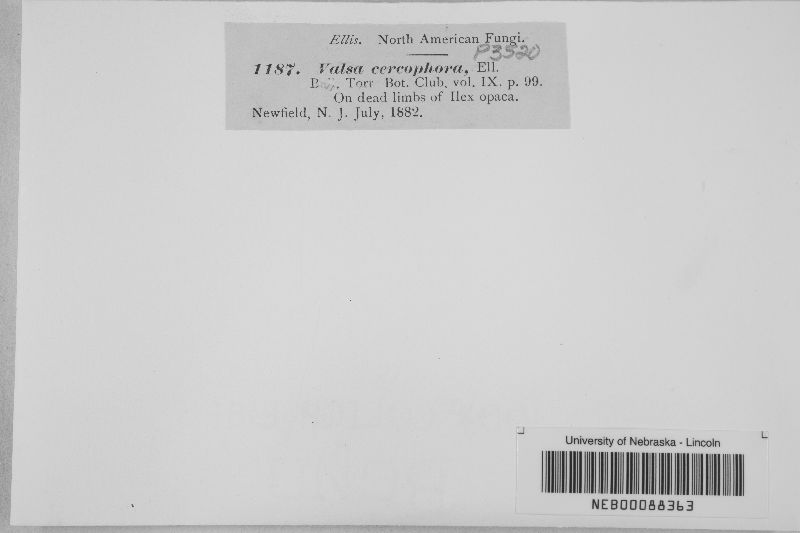 Ellis. North American Fungi.
P3520
1187. Valsa cercophora, Ell.
Bull. Torr Bot. Club, vol. IX. p. 99.
On dead limbs of Ilex opaca.
Newfield, N. J. July, 1882.
University of Nebraska - Lincoln
NEB00088363